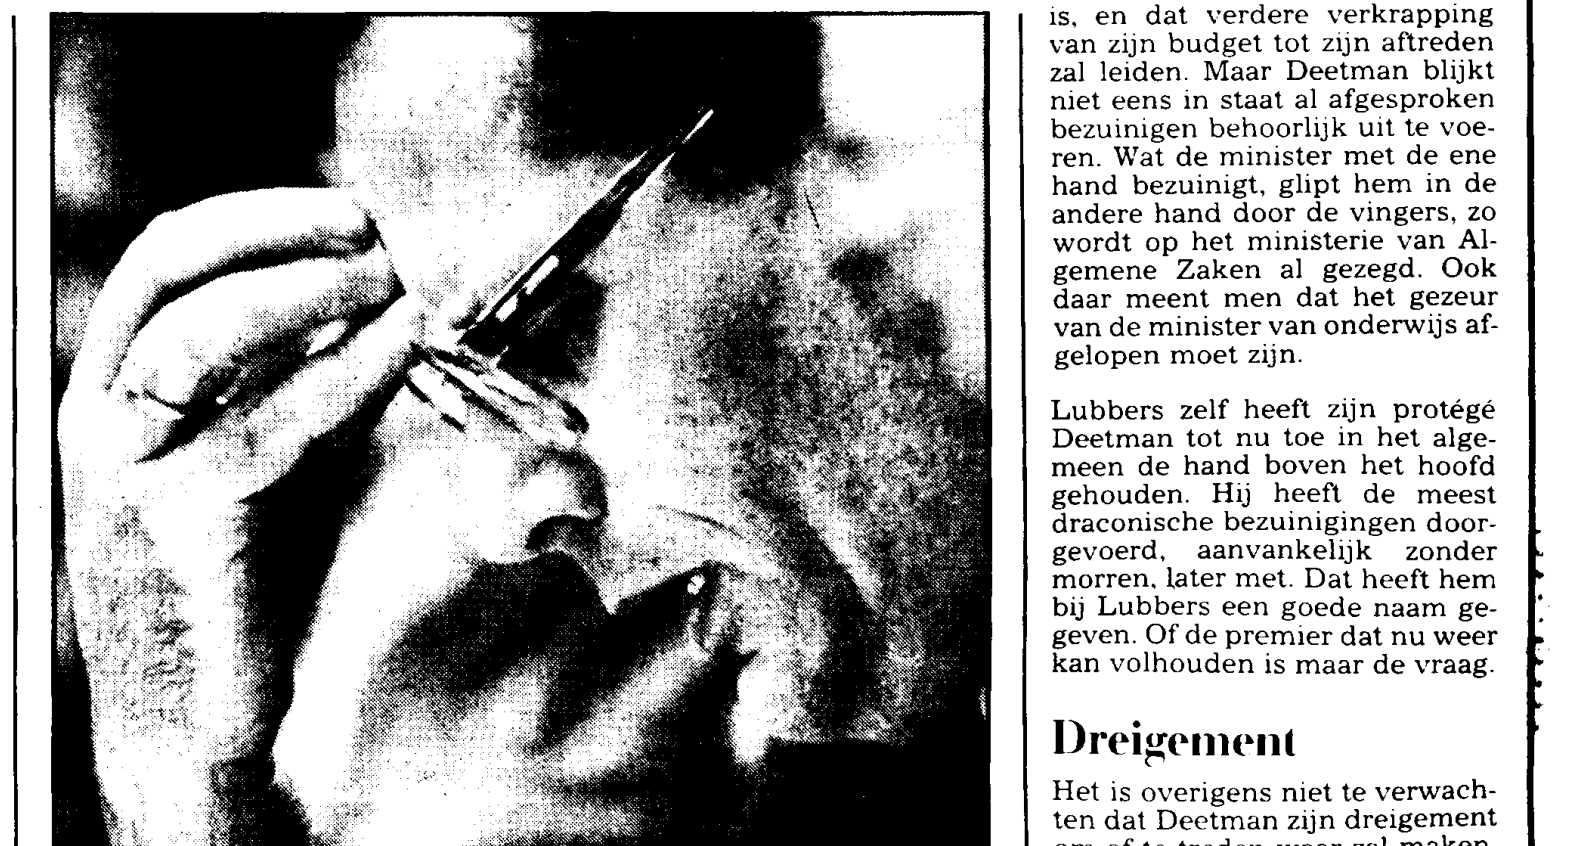 is, en dat verdere verkrapping
van zijn budget tot zijn aftreden
zal leiden. Maar Deetman blijkt
niet eens in staat al afgesproken
bezuinigen behoorlijk uit te voe-
ren. Wat de minister met de ene
hand bezuinigt, glipt hem in de
andere hand door de vingers, zo
wordt op het ministerie van Al-
gemene Zaken al gezegd. Ook
daar meent men dat het gezeur
van de minister van onderwijs af-
gelopen moet zijn.
Lubbers zelf heeft zijn protégé
Deetman tot nu toe in het alge-
meen de hand boven het hoofd
gehouden. Hij heeft de meest
draconische bezuinigingen door-
gevoerd, aanvankelijk zonder
morren, later met. Dat heeft hem
bij Lubbers een goede naam ge-
geven. Of de premier dat nu weer
kan volhouden is maar de vraag.
Dreigement
Het is overigens niet te verwach-
ten dat Deetman zijn dreigement
om af te treden waar zal maken.